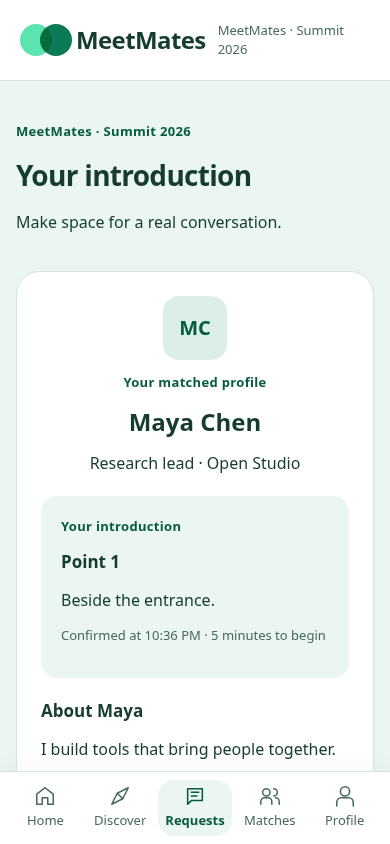 MeetMates
MeetMates · Summit
2026
MeetMates · Summit 2026
Your introduction
Make space for a real conversation.
MC
Your matched profile
Maya Chen
Research lead · Open Studio
Your introduction
Point 1
Beside the entrance.
Confirmed at 10:36 PM · 5 minutes to begin
About Maya
I build tools that bring people together.
Home
Discover
Requests
Matches
Profile